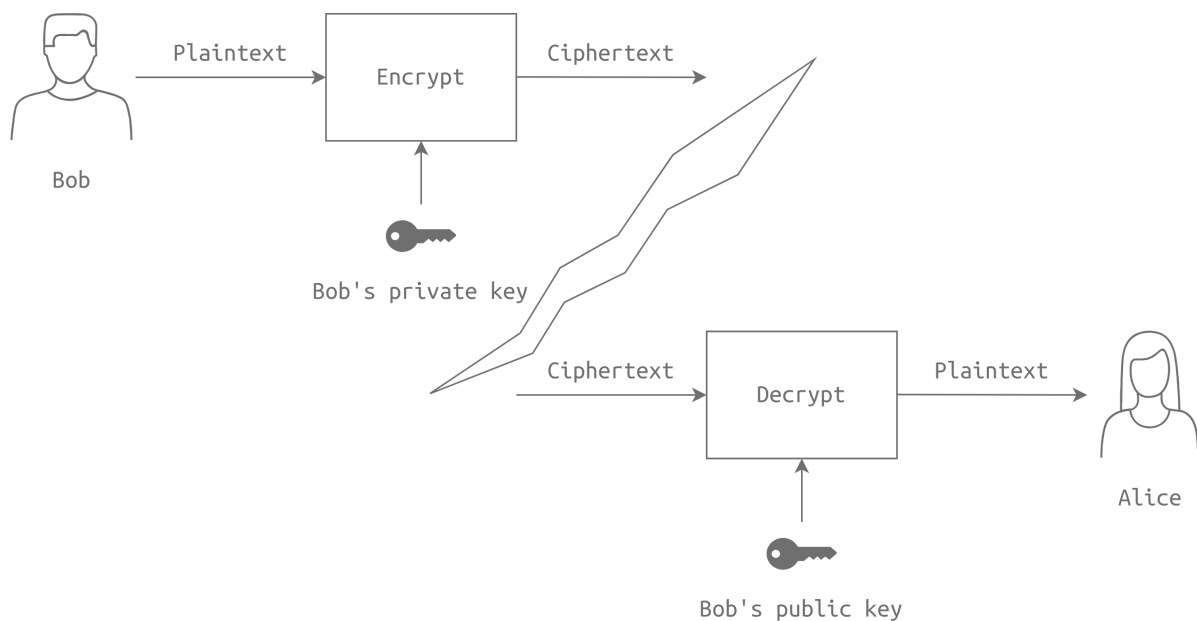 Plaintext
Ciphertext
Encrypt
Bob
Bob's private key
Ciphertext
Plaintext
Decrypt
Alice
Bob's public key